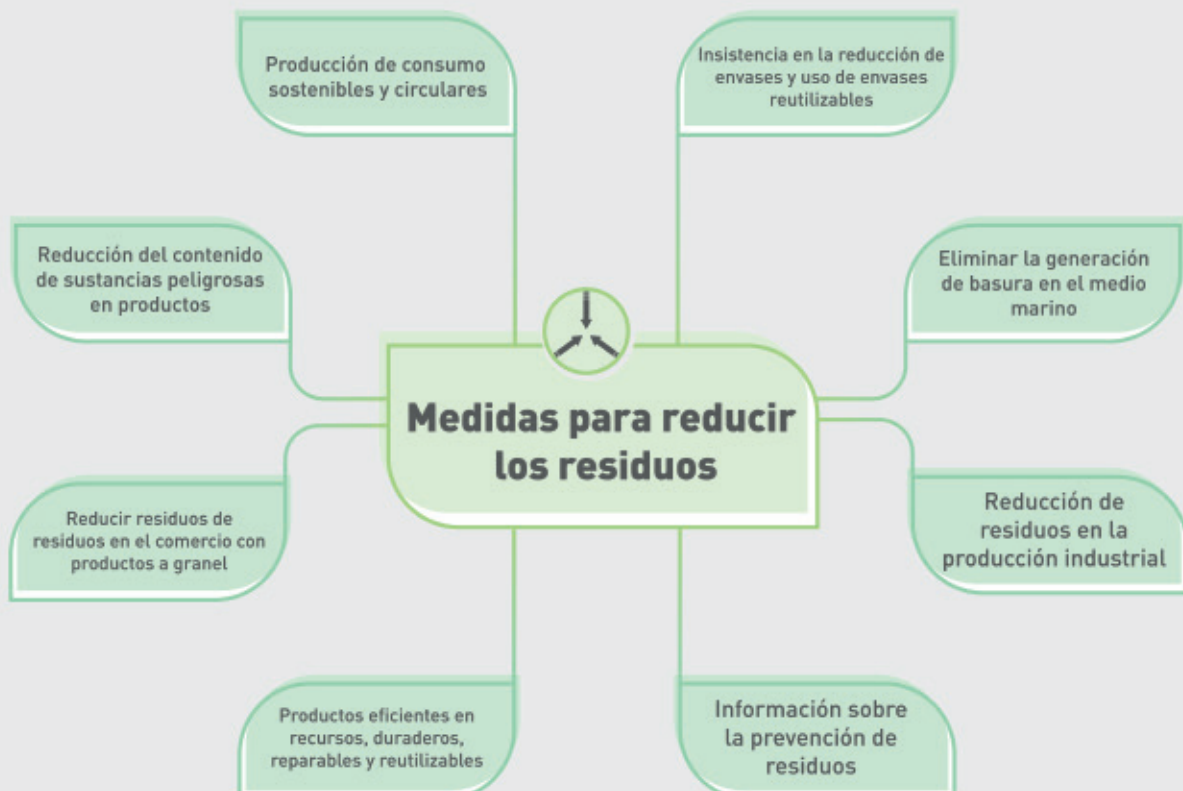 Producción de consumo
sostenibles y circulares
Insistencia en la reducción de
envases y uso de envases
reutilizables
Reducción del contenido
de sustancias peligrosas
en productos
Eliminar la generación
de basura en el medio
marino
Medidas para reducir
los residuos
Reducir residuos de
residuos en el comercio con
productos a granel
Reducción de
residuos en la
producción industrial
Productos eficientes en
recursos, duraderos,
reparables y reutilizables
Información sobre
la prevención de
residuos